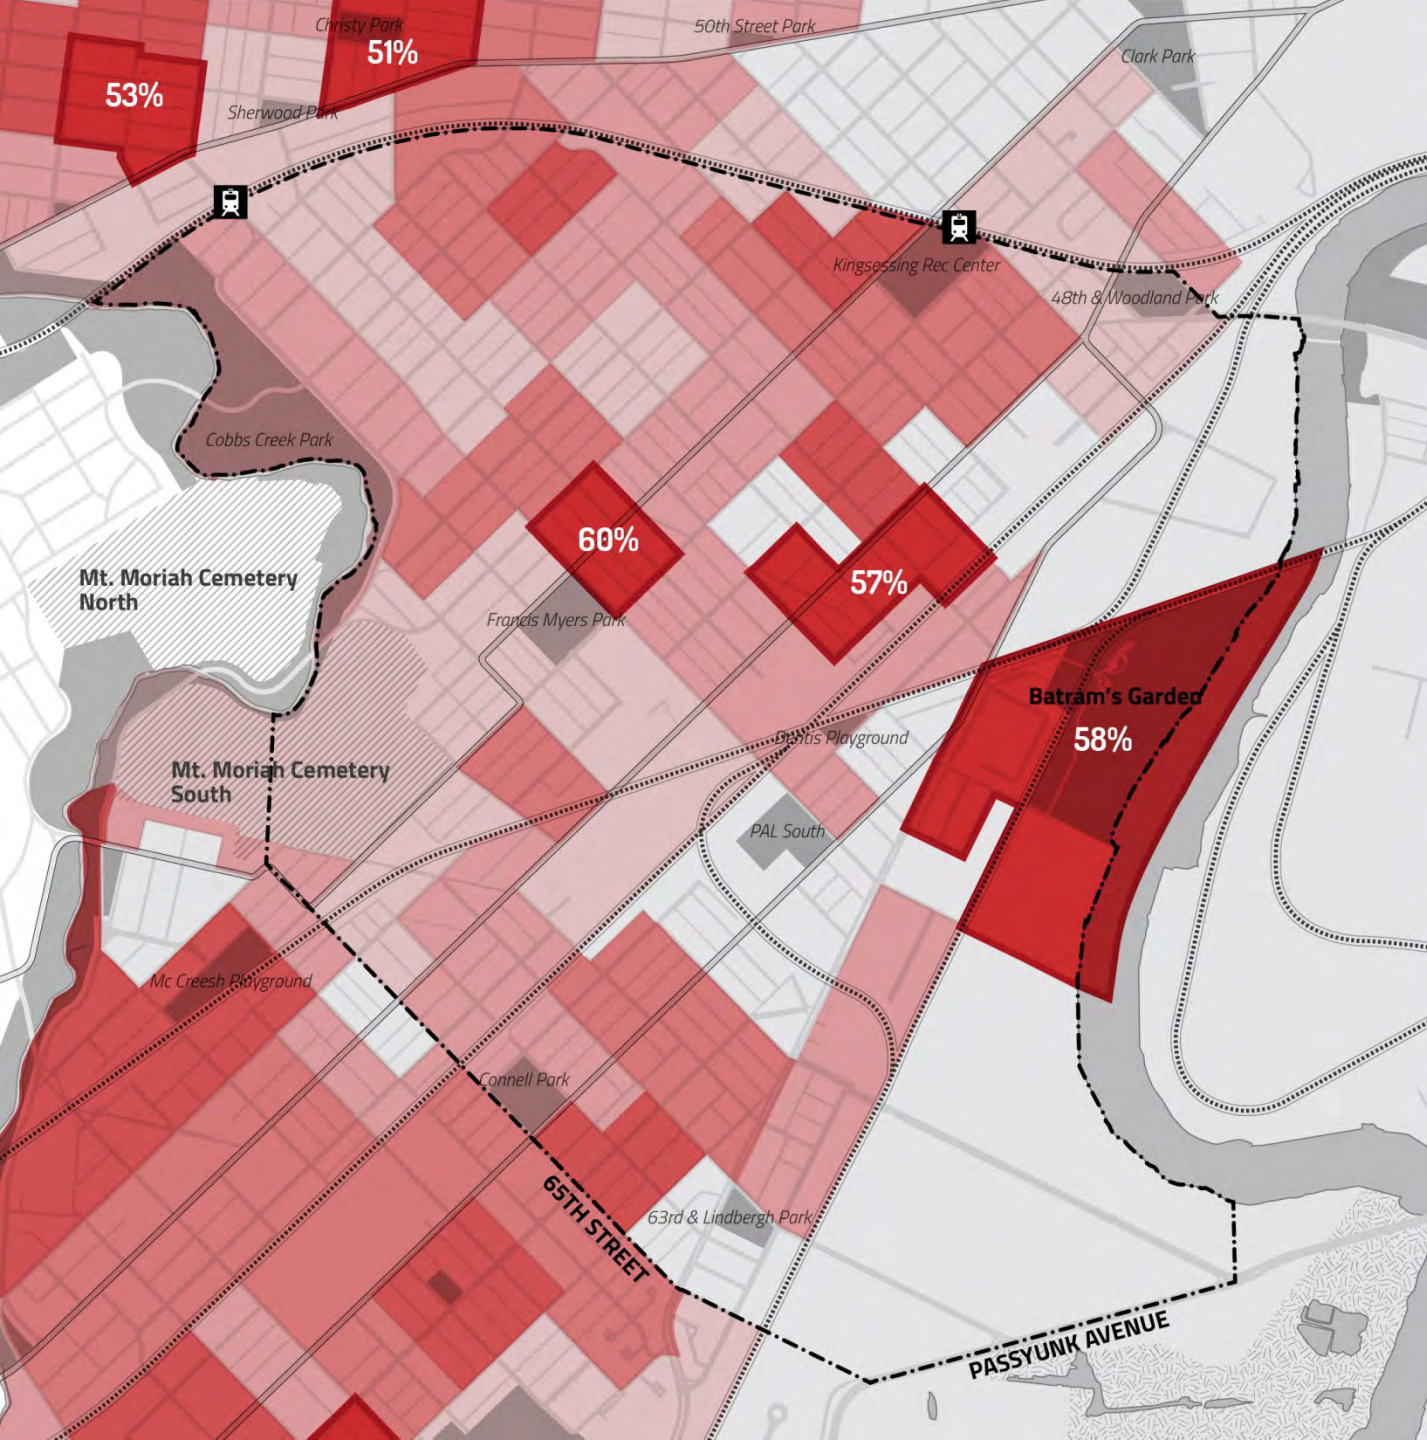 Christy Park
51%
50th Street Park
Clark Park
53%
Sherwood Park
Kingsessing Rec Center
48th & Woodland Park
Cobbs Creek Park
60%
57%
Mt. Moriah Cemetery
North
Francis Myers Park
Batram's Garden
58%
Dentis Playground
Mt. Moriah Cemetery
South
PAL South
Mc Creesh Playground
Connell Park
65TH STREET
63rd & Lindbergh Park
PASSYUNK AVENUE